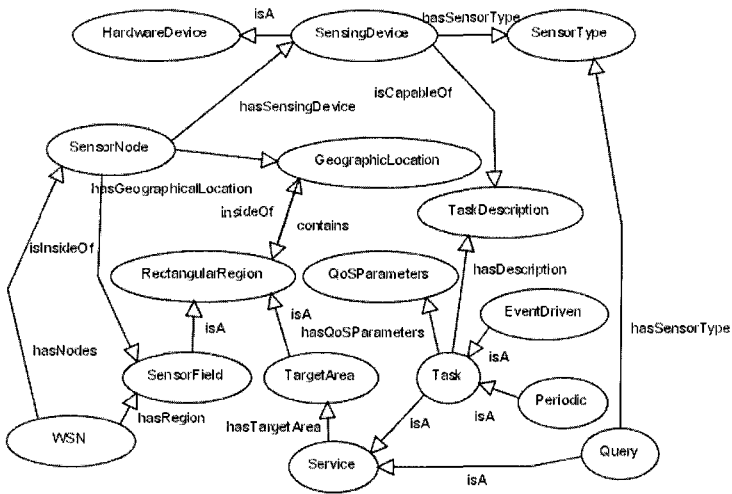 isA
hasSensorType
HardwareDevice
SensingDevice
SensorType
isCapableOf
hasSensingDevice
SensorNode
GeographicLocation
hasGeographicalLocation
insideOf
TaskDescription
contains
isInsideOf
RectangularRegion
QoSParameters
hasDescription
EventDriven
isA
isA
hasQoSParameters
hasSensorType
hasNodes
isA
SensorField
TargetArea
Task
Periodic
hasRegion
isA
hasTargetArea
isA
WSN
Query
Service
isA